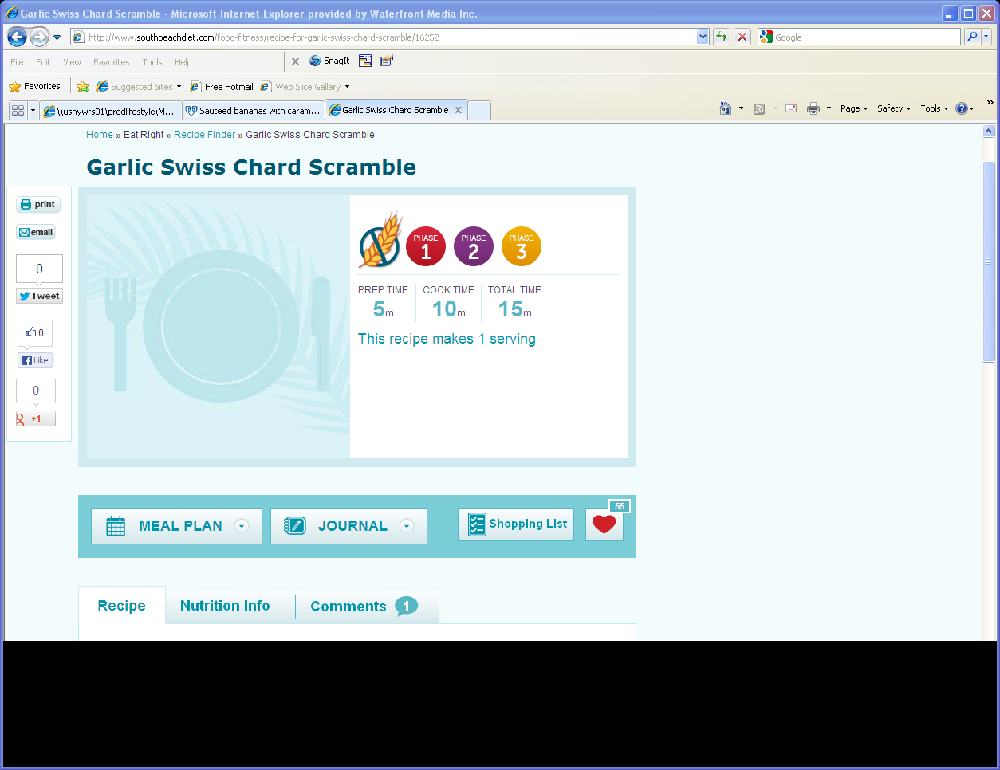 Garlic Swiss Chard Scramble - Microsoft Internet Explorer provided by Waterfront Media Inc.
http://www.southbeachdiet.com/food-fitness/recipe-for-garlic-swiss-chard-scramble/16252
Google
File Edit View Favorites Tools Help
x SnagIt
Favorites Suggested Sites Free Hotmail Web Slice Gallery
\\usnywfs01\prodlifestyle\M... Sauteed bananas with caram... Garlic Swiss Chard Scramble
Page Safety Tools
Home » Eat Right » Recipe Finder » Garlic Swiss Chard Scramble
Garlic Swiss Chard Scramble
print
email
0
Tweet
0
Like
0
g +1
PHASE 1
PHASE 2
PHASE 3
PREP TIME COOK TIME TOTAL TIME
5m 10m 15m
This recipe makes 1 serving
MEAL PLAN
JOURNAL
Shopping List
55
Recipe Nutrition Info Comments 1